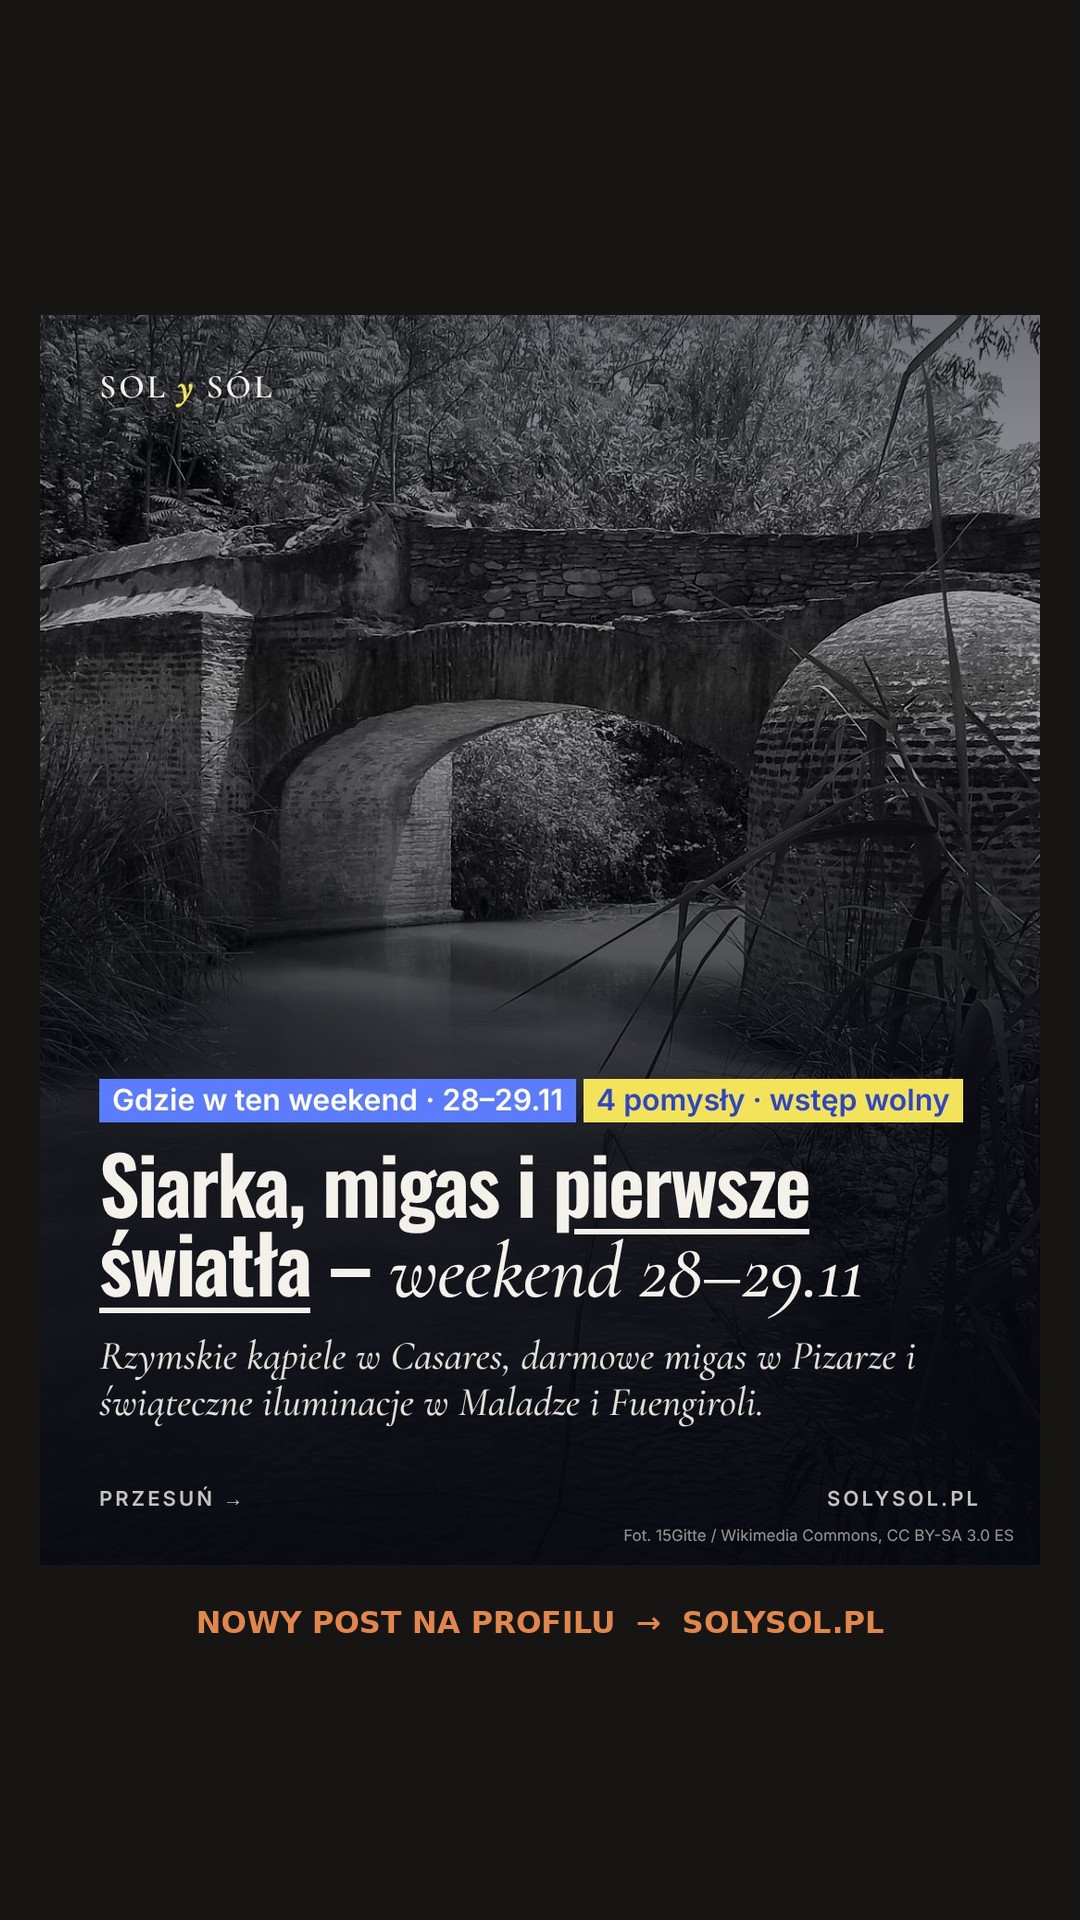 SOL y SÓL
Gdzie w ten weekend · 28–29.11
4 pomysły · wstęp wolny
Siarka, migas i pierwsze
światła – weekend 28–29.11
Rzymskie kąpiele w Casares, darmowe migas w Pizarze i
świąteczne iluminacje w Maladze i Fuengiroli.
PRZESUŃ →
SOLYSOL.PL
Fot. 15Gitte / Wikimedia Commons, CC BY-SA 3.0 ES
NOWY POST NA PROFILU → SOLYSOL.PL